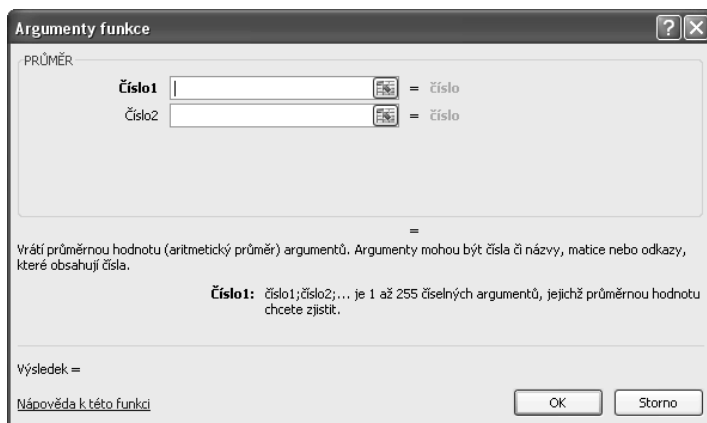 Argumenty funkce
PRŮMĚR
Číslo1 = číslo
Číslo2 = číslo
=
Vrátí průměrnou hodnotu (aritmetický průměr) argumentů. Argumenty mohou být čísla či názvy, matice nebo odkazy,
které obsahují čísla.
Číslo1: číslo1;číslo2;... je 1 až 255 číselných argumentů, jejichž průměrnou hodnotu
chcete zjistit.
Výsledek =
Nápověda k této funkci OK Storno